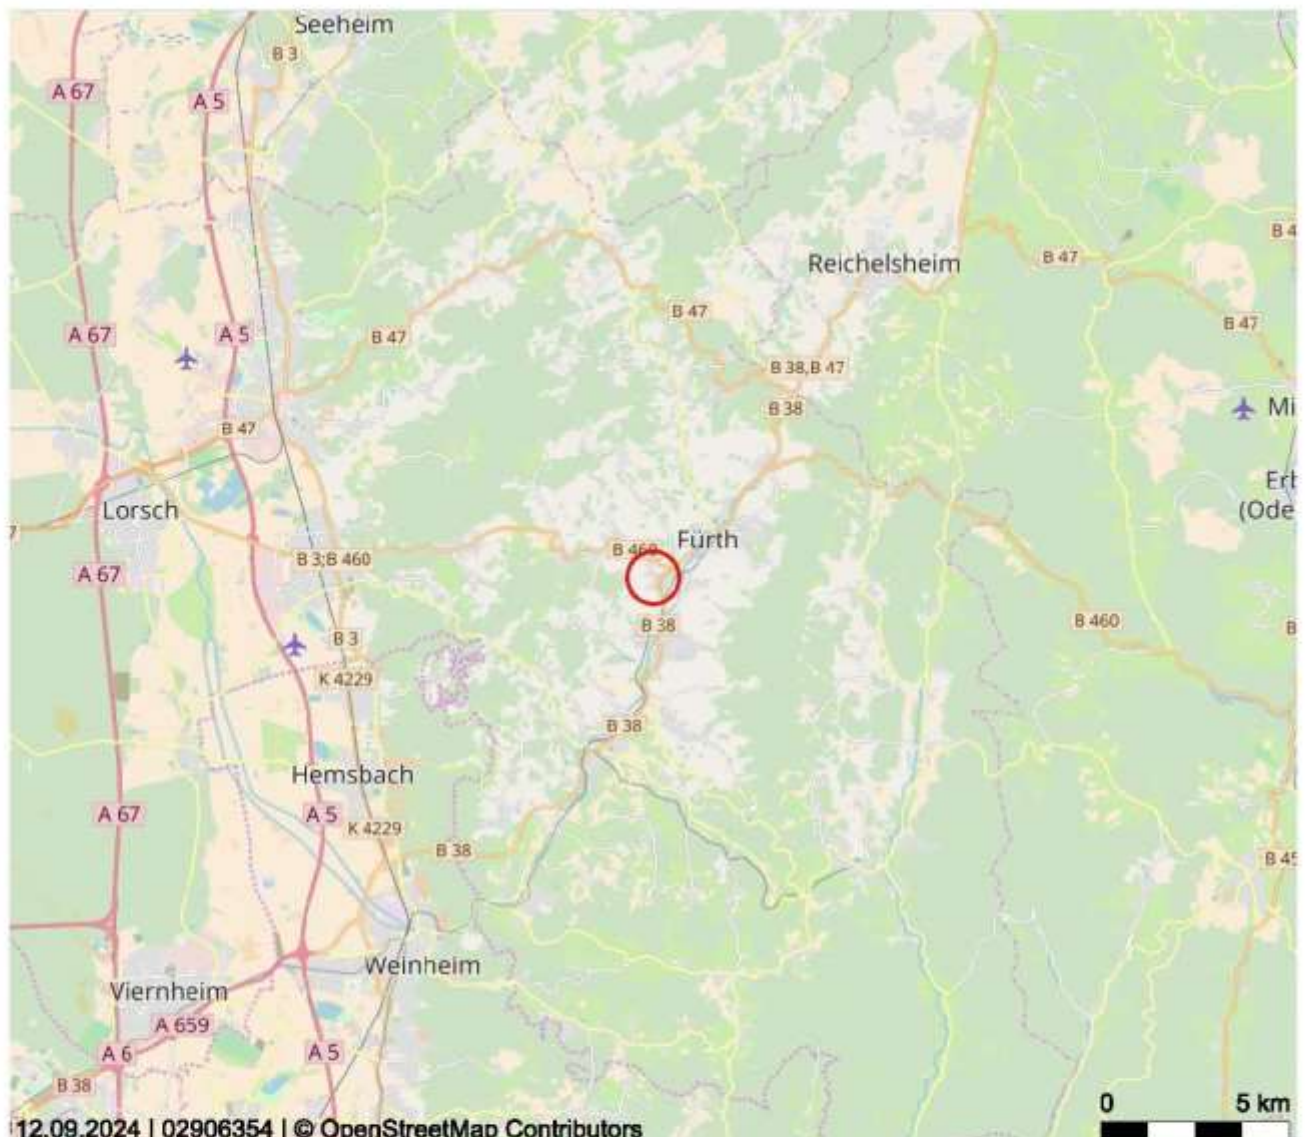 Seeheim
B 3
A 67
A 5
Reichelsheim
B 47
B 47
B 47
A 67
A 5
B 47
B 47
B 38,B 47
B 38
Mi
B 47
Lorsch
(Ode
Fürth
B 3;B 460
A 67
B 38
B 460
B 3
K 4229
B 38
Hemsbach
A 67
A 5
K 4229
B 38
B 45
Weinheim
Viernheim
A 659
A 6
A 5
B 38
0 5 km
12.09.2024 | 02906354 | © OpenStreetMap Contributors